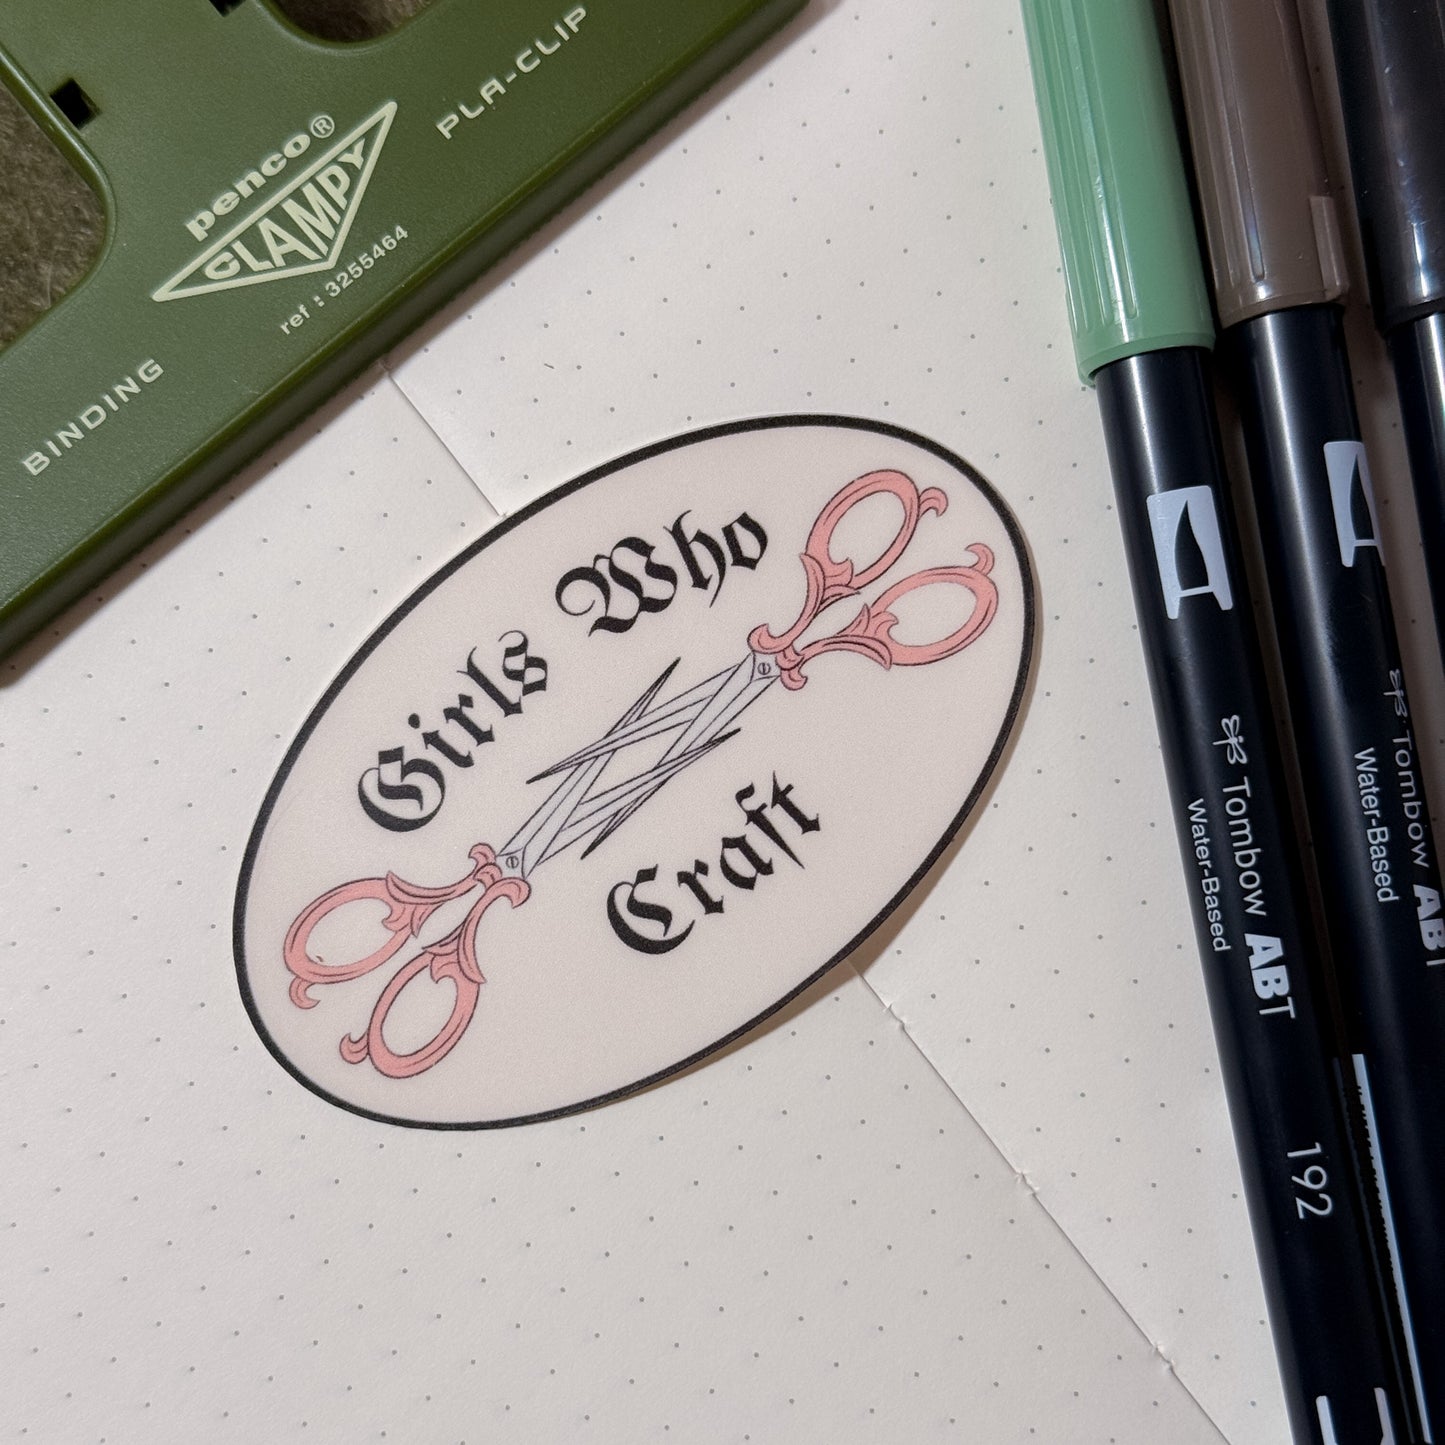 penco®
CLAMPY
ref : 3255464
PLA-CLIP
BINDING
Girls Who
Craft
Tombow ABT
Water-Based
192
Tombow ABT
Water-Based